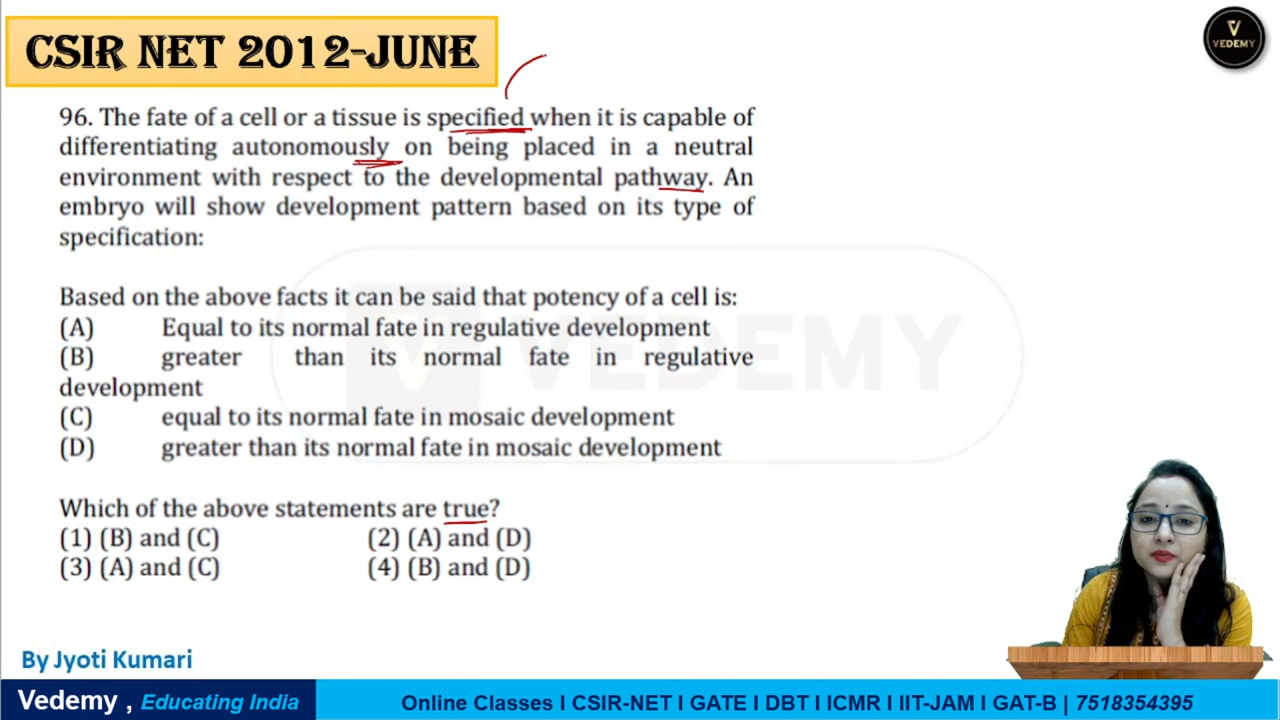 CSIR NET 2012-JUNE
VEDEMY
96. The fate of a cell or a tissue is specified when it is capable of
differentiating autonomously on being placed in a neutral
environment with respect to the developmental pathway. An
embryo will show development pattern based on its type of
specification:
Based on the above facts it can be said that potency of a cell is:
(A) Equal to its normal fate in regulative development
(B) greater than its normal fate in regulative
development
(C) equal to its normal fate in mosaic development
(D) greater than its normal fate in mosaic development
VEDEMY
Which of the above statements are true?
(1) (B) and (C) (2) (A) and (D)
(3) (A) and (C) (4) (B) and (D)
By Jyoti Kumari
Vedemy , Educating India Online Classes I CSIR-NET I GATE I DBT I ICMR I IIT-JAM I GAT-B | 7518354395